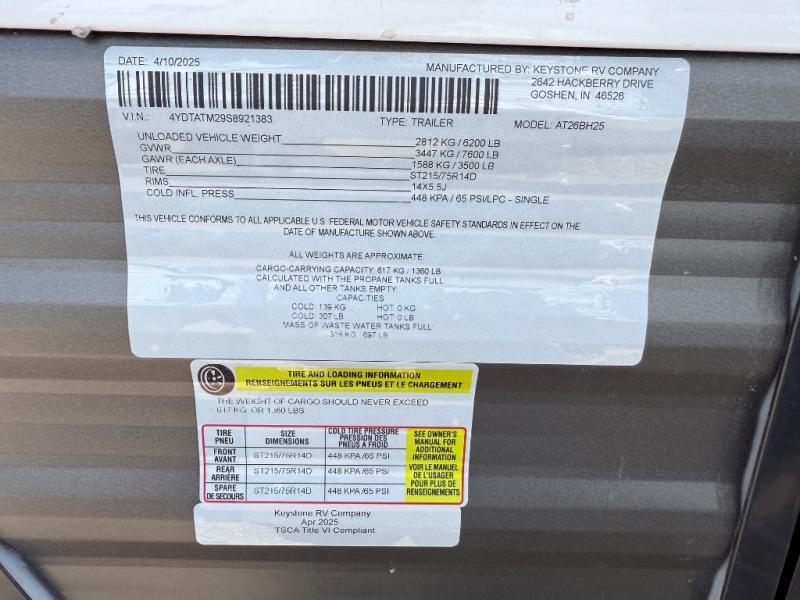 DATE: 4/10/2025
MANUFACTURED BY: KEYSTONE RV COMPANY
2642 HACKBERRY DRIVE
GOSHEN, IN 46526
V.I.N.: 4YDTATM29S8921383 TYPE: TRAILER MODEL: AT26BH25
UNLOADED VEHICLE WEIGHT 2812 KG / 6200 LB
GVWR 3447 KG / 7600 LB
GAWR (EACH AXLE) 1588 KG / 3500 LB
TIRE ST215/75R14D
RIMS 14X5.5J
COLD INFL. PRESS 448 KPA / 65 PSI/LPC - SINGLE
THIS VEHICLE CONFORMS TO ALL APPLICABLE U.S. FEDERAL MOTOR VEHICLE SAFETY STANDARDS IN EFFECT ON THE
DATE OF MANUFACTURE SHOWN ABOVE.
ALL WEIGHTS ARE APPROXIMATE.
CARGO-CARRYING CAPACITY: 617 KG / 1360 LB
CALCULATED WITH THE PROPANE TANKS FULL
AND ALL OTHER TANKS EMPTY.
CAPACITIES
COLD: 139 KG HOT: 0 KG
COLD: 307 LB HOT: 0 LB
MASS OF WASTE WATER TANKS FULL:
316 KG - 697 LB
TIRE AND LOADING INFORMATION
RENSEIGNEMENTS SUR LES PNEUS ET LE CHARGEMENT
THE WEIGHT OF CARGO SHOULD NEVER EXCEED
617 KG. OR 1360 LBS.
TIRE
PNEU
SIZE
DIMENSIONS
COLD TIRE PRESSURE
PRESSION DES
PNEUS A FROID
SEE OWNER'S
MANUAL FOR
ADDITIONAL
INFORMATION
VOIR LE MANUEL
DE L'USAGER
POUR PLUS DE
RENSEIGNEMENTS
FRONT
AVANT
ST215/75R14D
448 KPA /65 PSI
REAR
ARRIÈRE
ST215/75R14D
448 KPA /65 PSI
SPARE
DE SECOURS
ST215/75R14D
448 KPA /65 PSI
Keystone RV Company
Apr 2025
TSCA Title VI Compliant